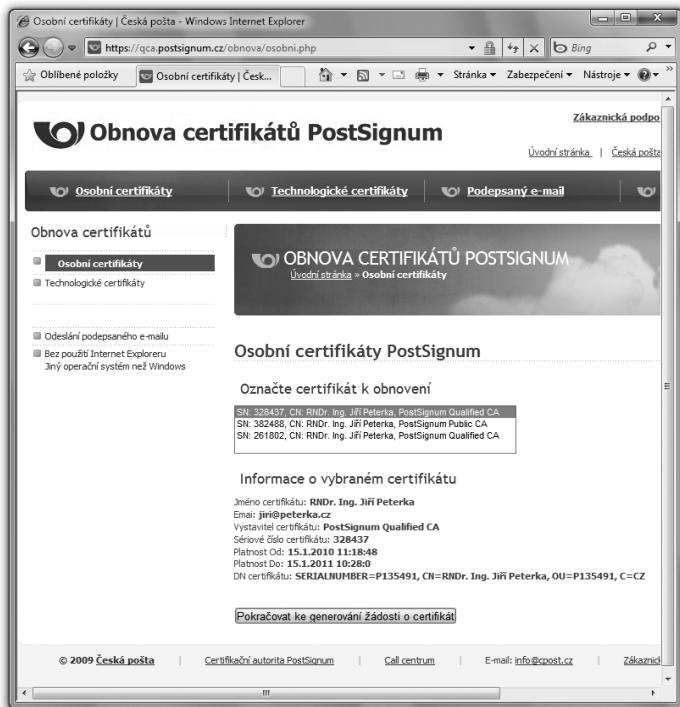 Osobní certifikáty | Česká pošta - Windows Internet Explorer
https://qca.postsignum.cz/obnova/osobni.php
Bing
Oblíbené položky
Osobní certifikáty | Česk...
Stránka
Zabezpečení
Nástroje
Zákaznická podpo
Obnova certifikátů PostSignum
Úvodní stránka | Česká pošta
Osobní certifikáty
Technologické certifikáty
Podepsaný e-mail
Obnova certifikátů
Osobní certifikáty
Technologické certifikáty
Odeslání podepsaného e-mailu
Bez použití Internet Exploreru
Jiný operační systém než Windows
OBNOVA CERTIFIKÁTŮ POSTSIGNUM
Úvodní stránka » Osobní certifikáty
Osobní certifikáty PostSignum
Označte certifikát k obnovení
SN: 328437, CN: RNDr. Ing. Jiří Peterka, PostSignum Qualified CA
SN: 382488, CN: RNDr. Ing. Jiří Peterka, PostSignum Public CA
SN: 261802, CN: RNDr. Ing. Jiří Peterka, PostSignum Qualified CA
Informace o vybraném certifikátu
Jméno certifikátu: RNDr. Ing. Jiří Peterka
Emai: jiri@peterka.cz
Vystavitel certifikátu: PostSignum Qualified CA
Sériové číslo certifikátu: 328437
Platnost Od: 15.1.2010 11:18:48
Platnost Do: 15.1.2011 10:28:0
DN certifikátu: SERIALNUMBER=P135491, CN=RNDr. Ing. Jiří Peterka, OU=P135491, C=CZ
Pokračovat ke generování žádosti o certifikát
© 2009 Česká pošta | Certifikační autorita PostSignum | Call centrum | E-mail: info@cpost.cz | Zákaznick